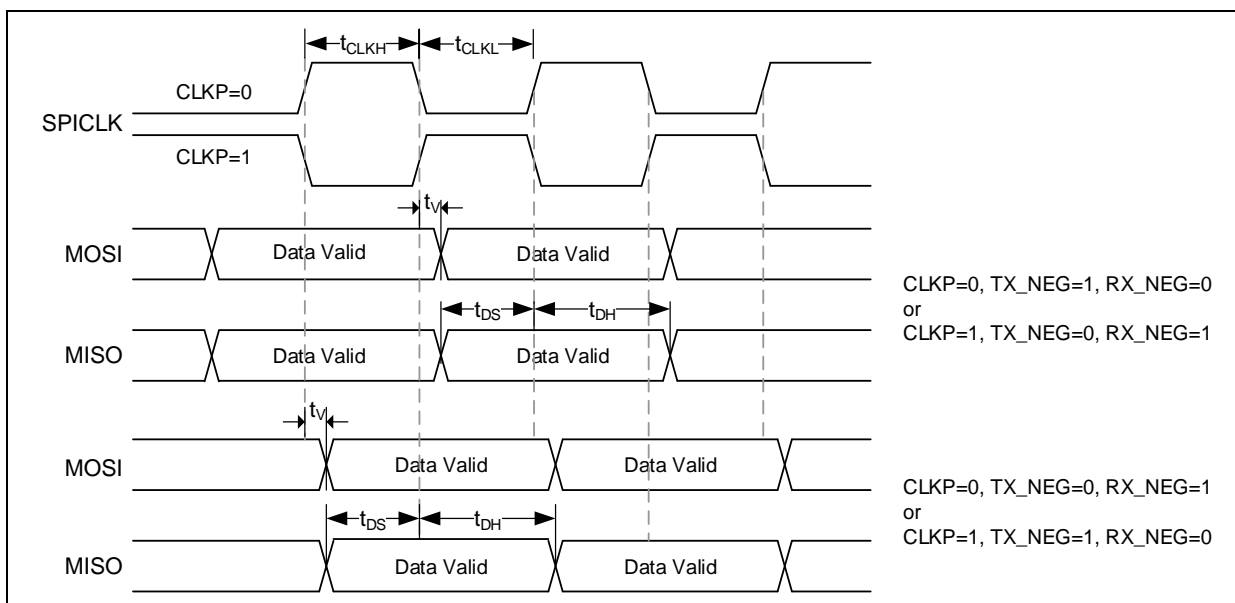 tCLKH
tCLKL
CLKP=0
SPICLK
CLKP=1
tV
MOSI
Data Valid
Data Valid
CLKP=0, TX_NEG=1, RX_NEG=0
or
CLKP=1, TX_NEG=0, RX_NEG=1
tDS
tDH
MISO
Data Valid
Data Valid
tV
MOSI
Data Valid
Data Valid
CLKP=0, TX_NEG=0, RX_NEG=1
or
CLKP=1, TX_NEG=1, RX_NEG=0
tDS
tDH
MISO
Data Valid
Data Valid